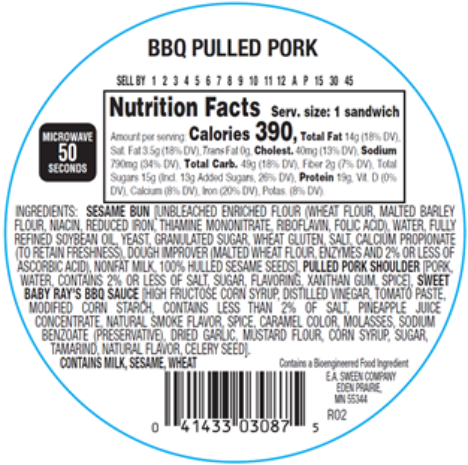 BBQ PULLED PORK
SELL BY 1 2 3 4 5 6 7 8 9 10 11 12 A P 15 30 45
MICROWAVE
50
SECONDS
Nutrition Facts Serv. size: 1 sandwich
Amount per serving: Calories 390, Total Fat 14g (18% DV),
Sat. Fat 3.5g (18% DV), Trans Fat 0g, Cholest. 40mg (13% DV), Sodium
790mg (34% DV), Total Carb. 49g (18% DV), Fiber 2g (7% DV), Total
Sugars 15g (Incl. 13g Added Sugars, 26% DV), Protein 19g, Vit. D (0%
DV), Calcium (8% DV), Iron (20% DV), Potas. (8% DV).
INGREDIENTS: SESAME BUN [UNBLEACHED ENRICHED FLOUR (WHEAT FLOUR, MALTED BARLEY
FLOUR, NIACIN, REDUCED IRON, THIAMINE MONONITRATE, RIBOFLAVIN, FOLIC ACID), WATER, FULLY
REFINED SOYBEAN OIL, YEAST, GRANULATED SUGAR, WHEAT GLUTEN, SALT, CALCIUM PROPIONATE
(TO RETAIN FRESHNESS), DOUGH IMPROVER (MALTED WHEAT FLOUR, ENZYMES AND 2% OR LESS OF
ASCORBIC ACID), NONFAT MILK, 100% HULLED SESAME SEEDS], PULLED PORK SHOULDER [PORK,
WATER, CONTAINS 2% OR LESS OF SALT, SUGAR, FLAVORING, XANTHAN GUM, SPICE], SWEET
BABY RAY'S BBQ SAUCE [HIGH FRUCTOSE CORN SYRUP, DISTILLED VINEGAR, TOMATO PASTE,
MODIFIED CORN STARCH, CONTAINS LESS THAN 2% OF SALT, PINEAPPLE JUICE
CONCENTRATE, NATURAL SMOKE FLAVOR, SPICE, CARAMEL COLOR, MOLASSES, SODIUM
BENZOATE (PRESERVATIVE), DRIED GARLIC, MUSTARD FLOUR, CORN SYRUP, SUGAR,
TAMARIND, NATURAL FLAVOR, CELERY SEED].
CONTAINS MILK, SESAME, WHEAT
Contains a Bioengineered Food Ingredient
E.A. SWEEN COMPANY
EDEN PRAIRIE,
MN 55344
R02
0 41433 03087 5